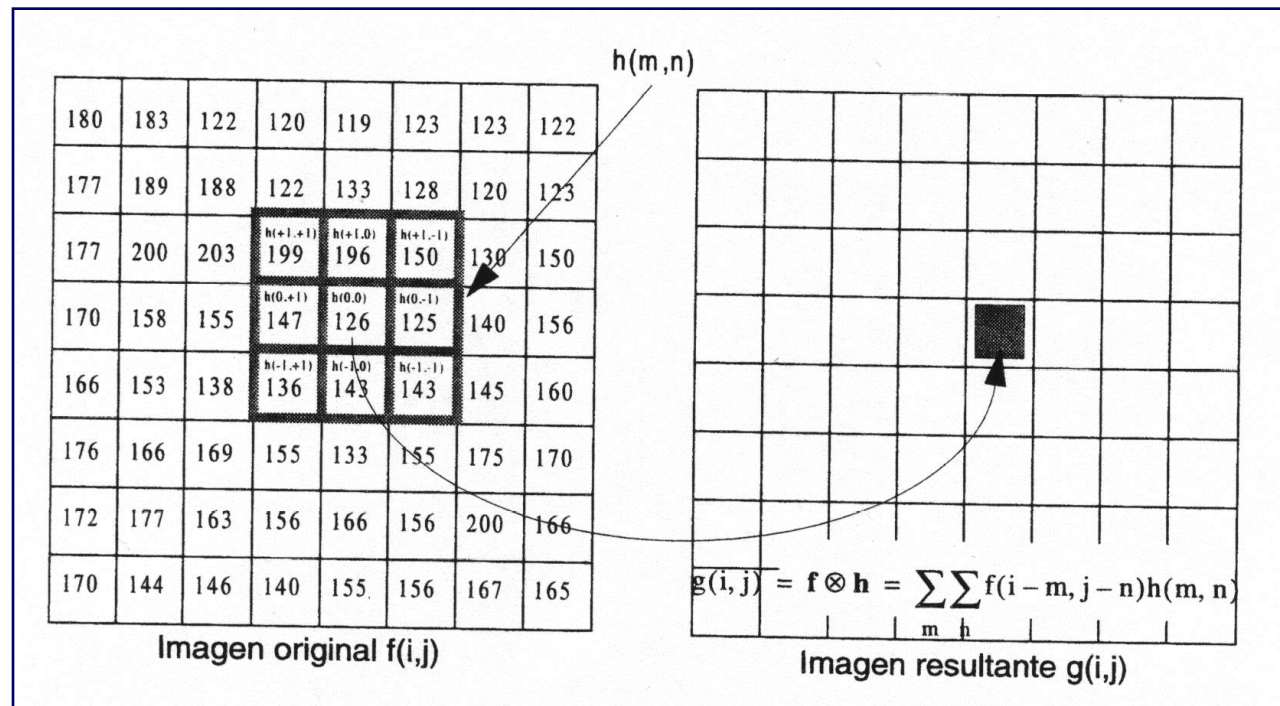 h(m,n)
180 183 122 120 119 123 123 122
177 189 188 122 133 128 120 123
h(+1,+1) h(+1,0) h(+1,-1)
177 200 203 199 196 150 130 150
h(0,+1) h(0,0) h(0,-1)
170 158 155 147 126 125 140 156
h(-1,+1) h(-1,0) h(-1,-1)
166 153 138 136 143 143 145 160
176 166 169 155 133 155 175 170
172 177 163 156 166 156 200 166
170 144 146 140 155 156 167 165
Imagen original f(i,j)
g(i, j) = f ⊗ h = ∑ ∑ f(i – m, j – n)h(m, n)
m n
Imagen resultante g(i,j)